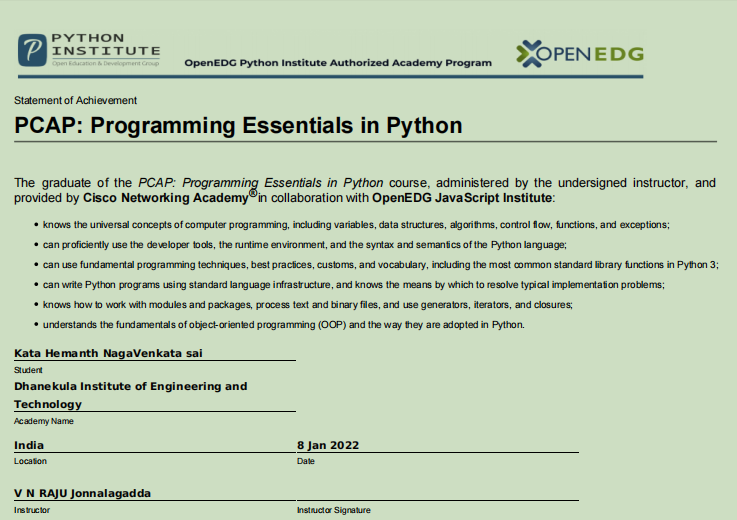 PYTHON
INSTITUTE
Open Education & Development Group
OpenEDG Python Institute Authorized Academy Program
OPENEDG
Statement of Achievement
PCAP: Programming Essentials in Python
The graduate of the PCAP: Programming Essentials in Python course, administered by the undersigned instructor, and
provided by Cisco Networking Academy® in collaboration with OpenEDG JavaScript Institute:
• knows the universal concepts of computer programming, including variables, data structures, algorithms, control flow, functions, and exceptions;
• can proficiently use the developer tools, the runtime environment, and the syntax and semantics of the Python language;
• can use fundamental programming techniques, best practices, customs, and vocabulary, including the most common standard library functions in Python 3;
• can write Python programs using standard language infrastructure, and knows the means by which to resolve typical implementation problems;
• knows how to work with modules and packages, process text and binary files, and use generators, iterators, and closures;
• understands the fundamentals of object-oriented programming (OOP) and the way they are adopted in Python.
Kata Hemanth NagaVenkata sai
Student
Dhanekula Institute of Engineering and
Technology
Academy Name
India 8 Jan 2022
Location Date
V N RAJU Jonnalagadda
Instructor Instructor Signature